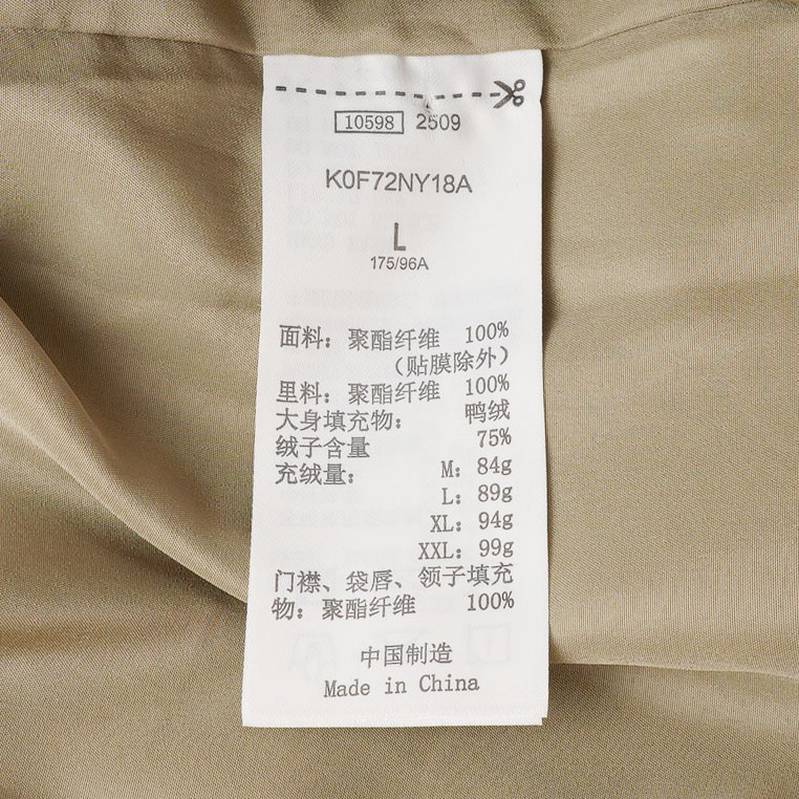 10598 2509
K0F72NY18A
L
175/96A
面料: 聚酯纤维 100%
(贴膜除外)
里料: 聚酯纤维 100%
大身填充物: 鸭绒
绒子含量 75%
充绒量: M: 84g
L: 89g
XL: 94g
XXL: 99g
门襟、袋唇、领子填充
物: 聚酯纤维 100%
中国制造
Made in China